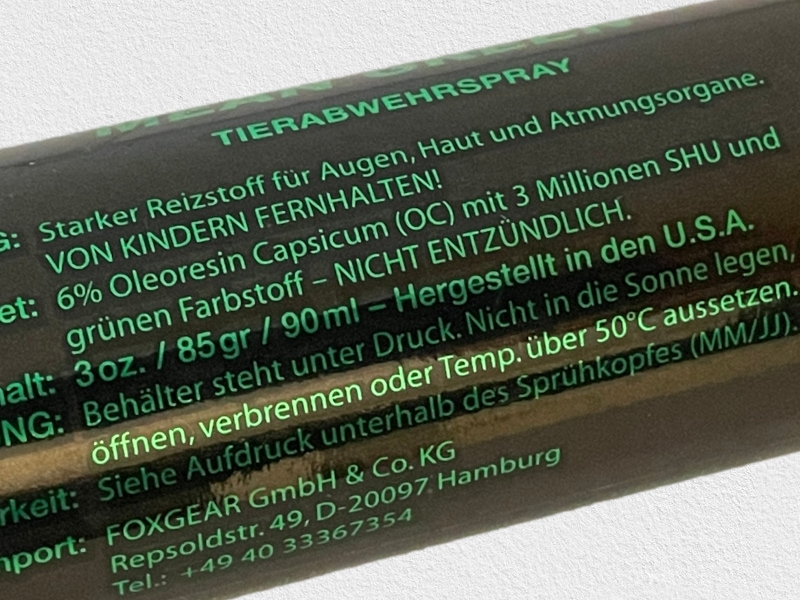 MEAN GREEN
TIERABWEHRSPRAY
G: Starker Reizstoff für Augen, Haut und Atmungsorgane.
VON KINDERN FERNHALTEN!
et: 6% Oleoresin Capsicum (OC) mit 3 Millionen SHU und
grünen Farbstoff – NICHT ENTZÜNDLICH.
halt: 3 oz. / 85 gr / 90 ml – Hergestellt in den U.S.A.
NG: Behälter steht unter Druck. Nicht in die Sonne legen,
öffnen, verbrennen oder Temp. über 50°C aussetzen.
rkeit: Siehe Aufdruck unterhalb des Sprühkopfes (MM/JJ).
mport: FOXGEAR GmbH & Co. KG
Repsoldstr. 49, D-20097 Hamburg
Tel.: +49 40 33367354